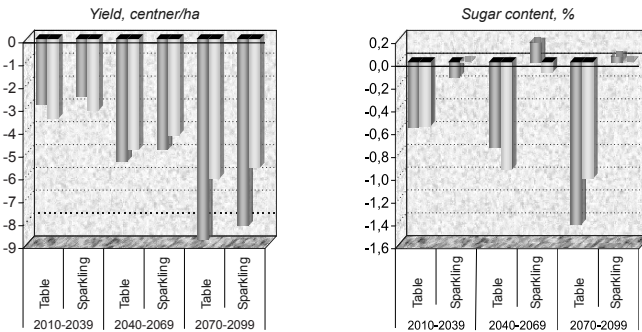 Yield, centner/ha
0
-1
-2
-3
-4
-5
-6
-7
-8
-9
Table
Sparkling
Table
Sparkling
Table
Sparkling
2010-2039
2040-2069
2070-2099
Sugar content, %
0,2
0,0
-0,2
-0,4
-0,6
-0,8
-1,0
-1,2
-1,4
-1,6
Table
Sparkling
Table
Sparkling
Table
Sparkling
2010-2039
2040-2069
2070-2099